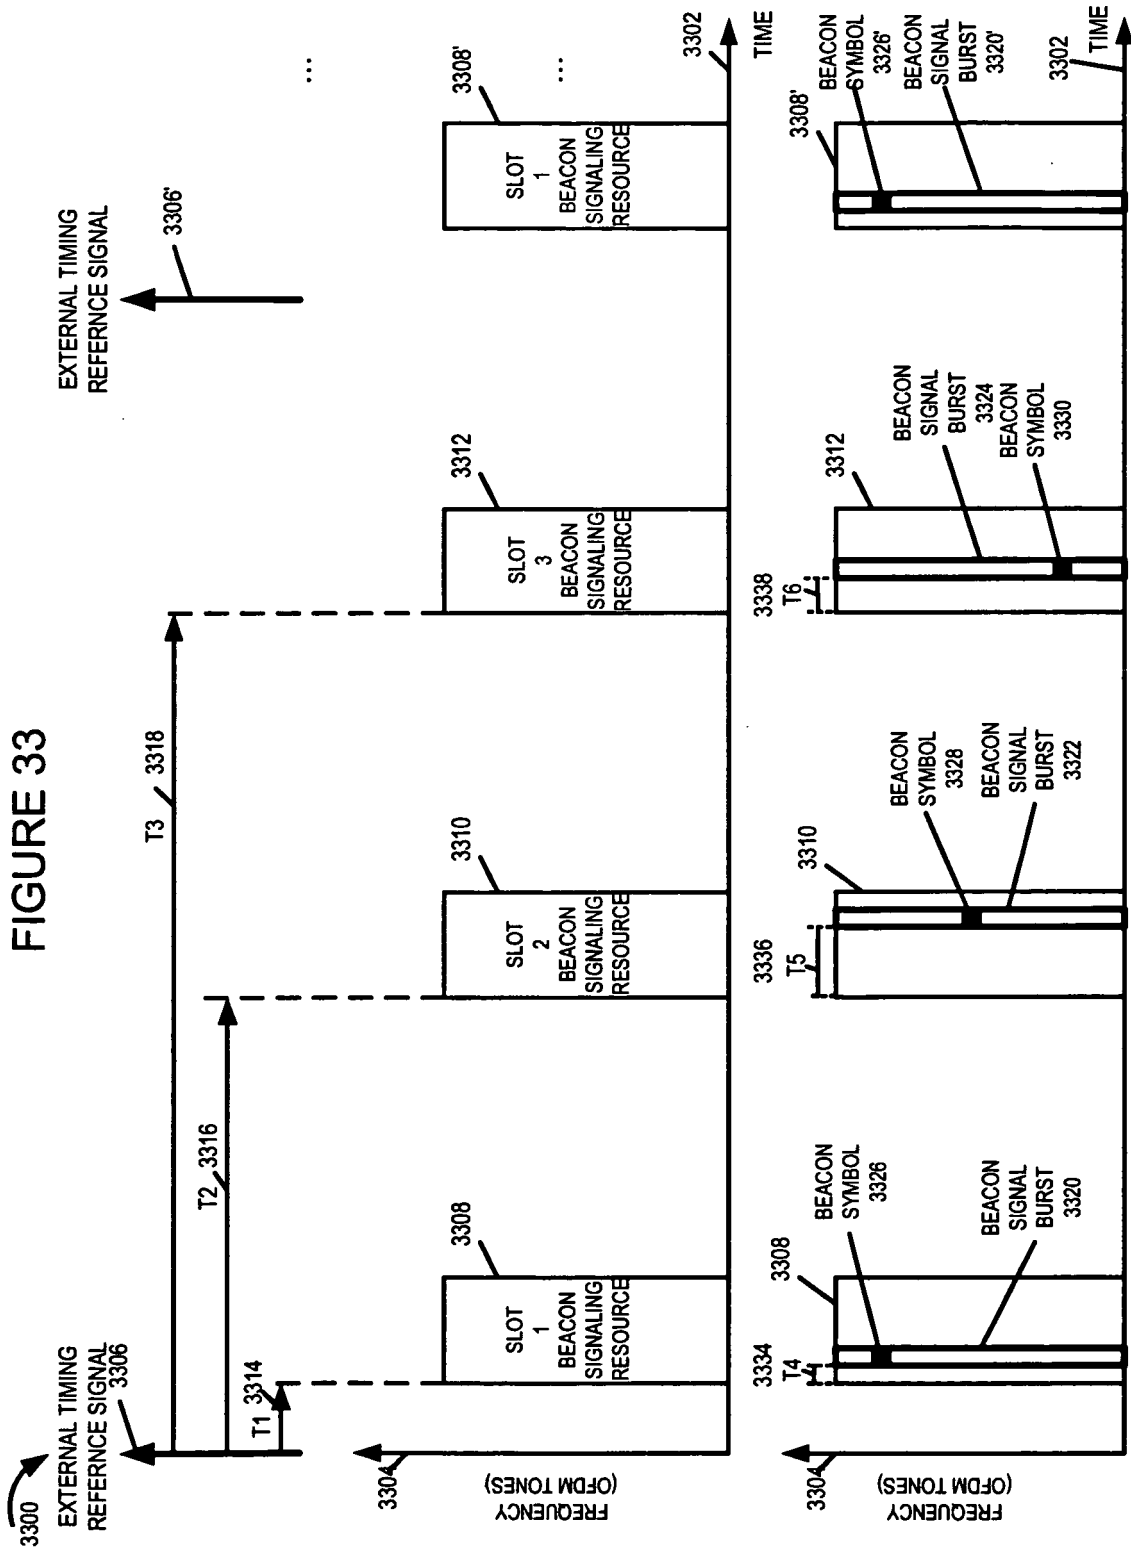 FIGURE 33
3300
EXTERNAL TIMING
REFERNCE SIGNAL
3306
T1 3314
T2 3316
T3 3318
EXTERNAL TIMING
REFERNCE SIGNAL
3306'
...
FREQUENCY
(OFDM TONES)
3304
SLOT
1
BEACON
SIGNALING
RESOURCE
3308
SLOT
2
BEACON
SIGNALING
RESOURCE
3310
SLOT
3
BEACON
SIGNALING
RESOURCE
3312
SLOT
1
BEACON
SIGNALING
RESOURCE
3308'
...
3302
TIME
FREQUENCY
(OFDM TONES)
3304
3334
T4
3308
BEACON
SYMBOL
3326
BEACON
SIGNAL
BURST
3320
3336
T5
3310
BEACON
SYMBOL
3328
BEACON
SIGNAL
BURST
3322
3338
T6
3312
BEACON
SIGNAL
BURST
3324
BEACON
SYMBOL
3330
3308'
BEACON
SYMBOL
3326'
BEACON
SIGNAL
BURST
3320'
3302
TIME